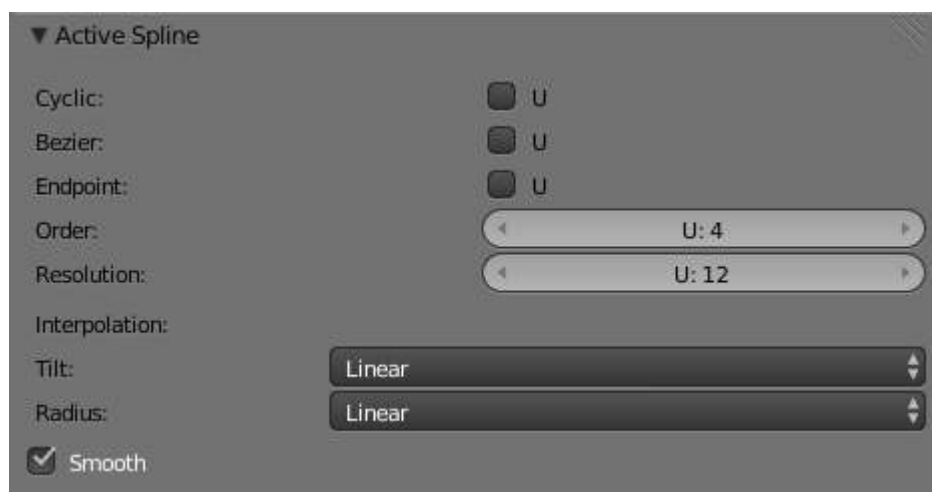 Active Spline
Cyclic: U
Bezier: U
Endpoint: U
Order: U: 4
Resolution: U: 12
Interpolation:
Tilt: Linear
Radius: Linear
Smooth